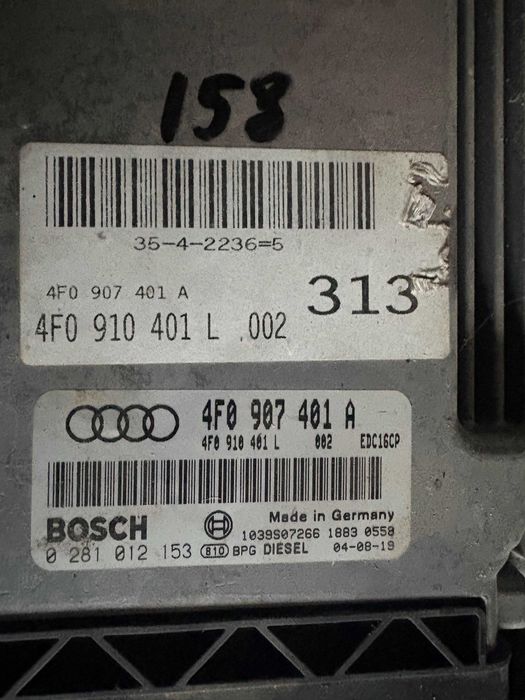 158
35-4-2236=5
4F0 907 401 A
313
4F0 910 401 L .002
4F0 907 401 A
4F0 910 401 L 002 EDC16CP
BOSCH
Made in Germany
1039S07266 1883 0558
0 281 012 153 810 BPG DIESEL 04-08-19